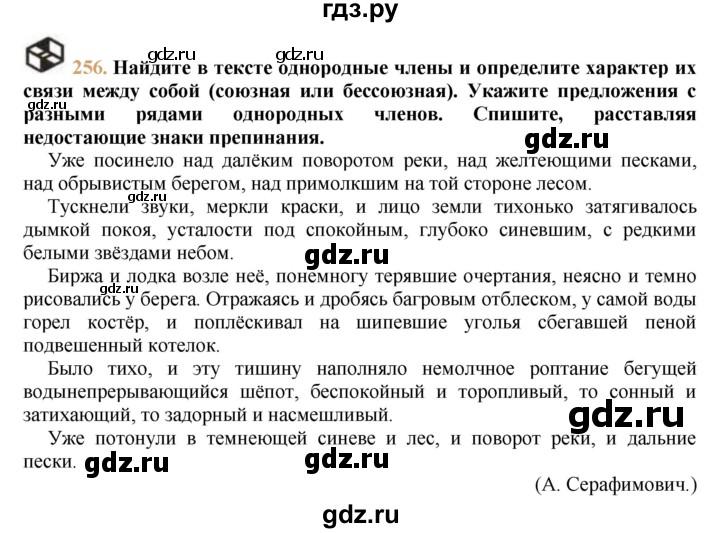 гдз.ру
256. Найдите в тексте однородные члены и определите характер их
связи между собой (союзная или бессоюзная). Укажите предложения с
разными рядами однородных членов. Спишите, расставляя
недостающие знаки препинания.
Уже посинело над далёким поворотом реки, над желтеющими песками,
над обрывистым берегом, над примолкшим на той стороне лесом.
Тускнели звуки, меркли краски, и лицо земли тихонько затягивалось
дымкой покоя, усталости под спокойным, глубоко синевшим, с редкими
белыми звёздами небом.
Биржа и лодка возле неё, понемногу терявшие очертания, неясно и темно
рисовались у берега. Отражаясь и дробясь багровым отблеском, у самой воды
горел костёр, и поплёскивал на шипевшие уголья сбегавшей пеной
подвешенный котелок.
Было тихо, и эту тишину наполняло немолчное роптание бегущей
водынепрерывающийся шёпот, беспокойный и торопливый, то сонный и
затихающий, то задорный и насмешливый.
Уже потонули в темнеющей синеве и лес, и поворот реки, и дальние
пески.
(А. Серафимович.)
gdz.ru
gdz.ru
gdz.ru
gdz.ru
gdz.ru
gdz.ru
gdz.ru
gdz.ru
gdz.ru
gdz.ru
gdz.ru
gdz.ru